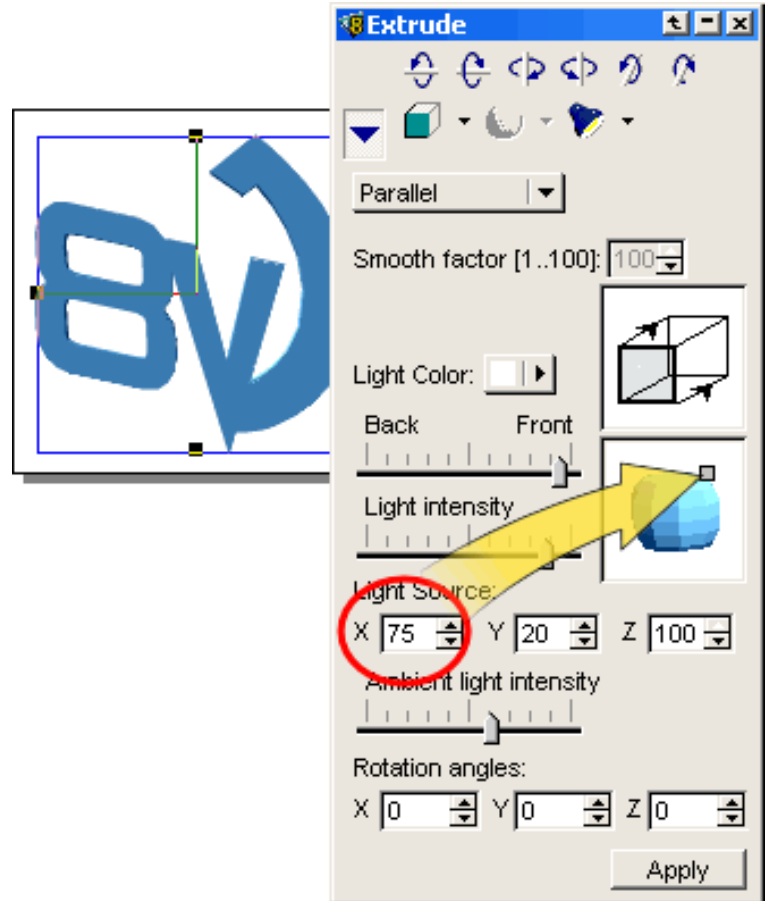 Extrude
Parallel
Smooth factor [1..100]: 100
Light Color:
Back Front
Light intensity
Light Source:
X 75 Y 20 Z 100
Ambient light intensity
Rotation angles:
X 0 Y 0 Z 0
Apply
8V